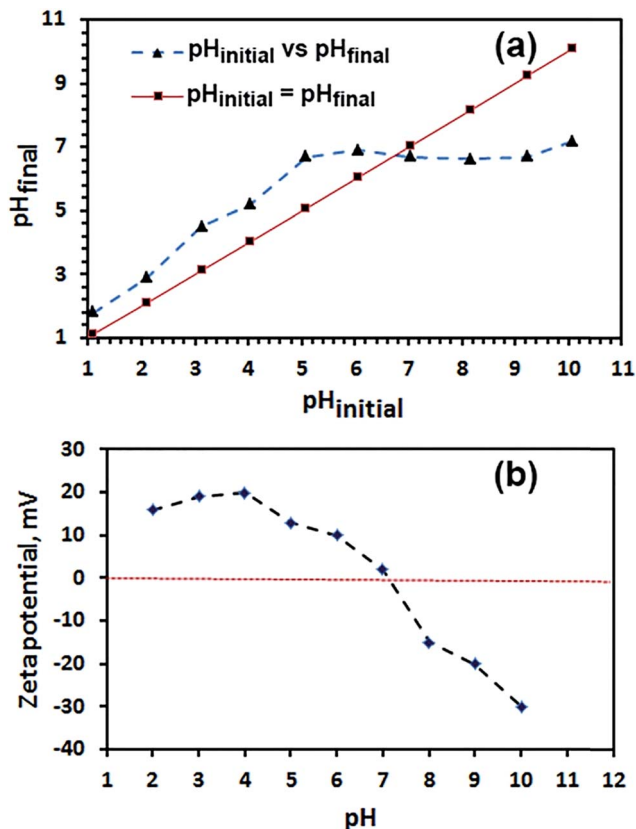 (a)
pHinitial vs pHfinal
pHinitial = pHfinal
pHfinal
11
9
7
5
3
1
1 2 3 4 5 6 7 8 9 10 11
pHinitial
(b)
Zeta potential, mV
30
20
10
0
-10
-20
-30
-40
1 2 3 4 5 6 7 8 9 10 11 12
pH